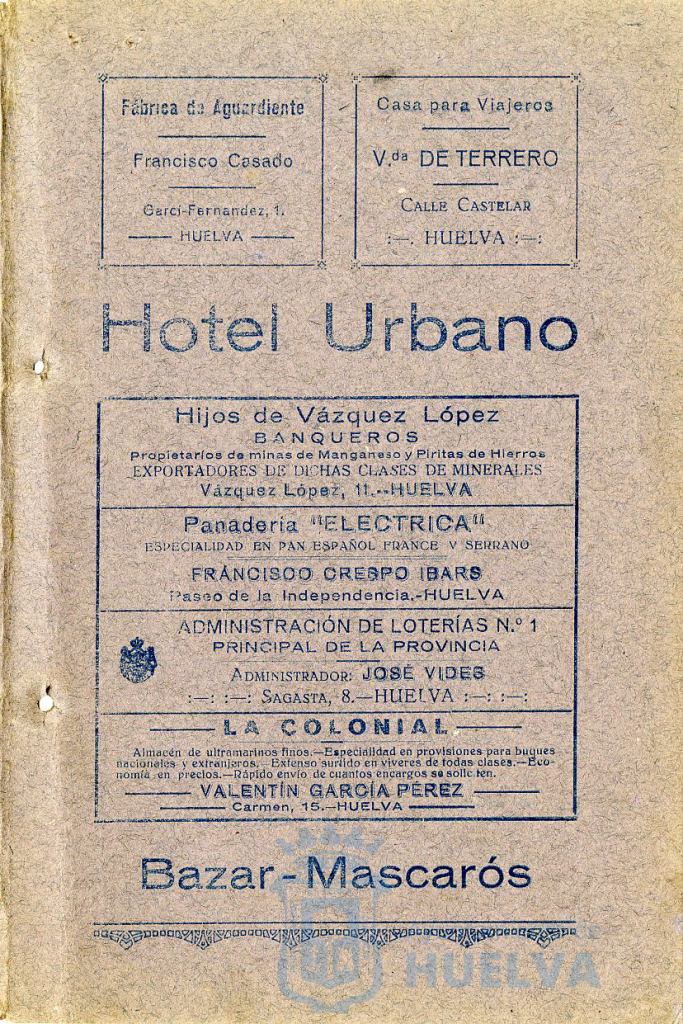 Fábrica de Aguardiente
Francisco Casado
Garci-Fernandez, 1.
HUELVA
Casa para Viajeros
V.da DE TERRERO
CALLE CASTELAR
:—. HUELVA :—:
Hotel Urbano
Hijos de Vázquez López
BANQUEROS
Propietarios de minas de Manganeso y Piritas de Hierros
EXPORTADORES DE DICHAS CLASES DE MINERALES
Vázquez López, 11.--HUELVA
Panadería "ELECTRICA"
ESPECIALIDAD EN PAN ESPAÑOL FRANCE Y SERRANO
FRANCISCO CRESPO IBARS
Paseo de la Independencia.-HUELVA
ADMINISTRACIÓN DE LOTERÍAS N.º 1
PRINCIPAL DE LA PROVINCIA
ADMINISTRADOR: JOSÉ VIDES
:—: :—: SAGASTA, 8.—HUELVA :—: :—:
LA COLONIAL
Almacén de ultramarinos finos.—Especialidad en provisiones para buques
nacionales y extranjeros.—Extenso surtido en viveres de todas clases.—Eco-
nomía en precios.—Rápido envío de cuantos encargos se solic ten.
VALENTÍN GARCÍA PÉREZ
Carmen, 15.—HUELVA
Bazar-Mascarós
HUELVA